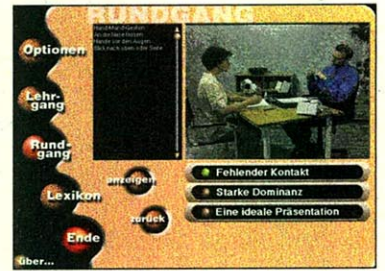 RUNDGANG
Optionen
Lehr-
gang
Rund-
gang
Lexikon
Ende
über...
anzeigen
zurück
Fehlender Kontakt
Starke Dominanz
Eine ideale Präsentation